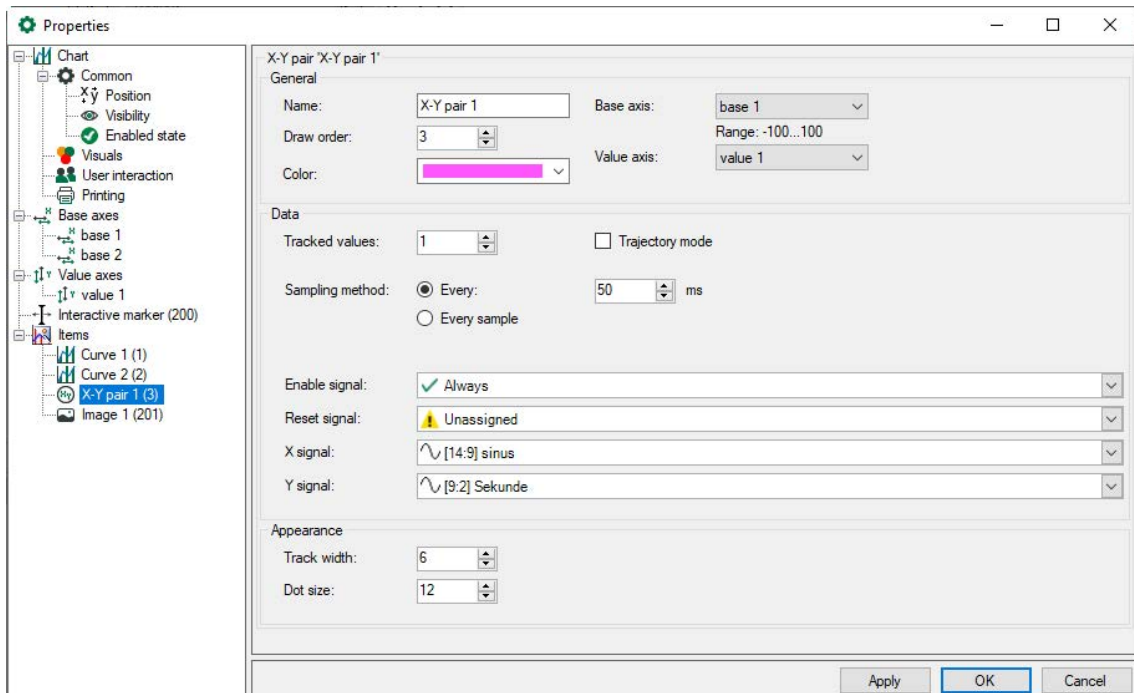 Properties
Chart
Common
Position
Visibility
Enabled state
Visuals
User interaction
Printing
Base axes
base 1
base 2
Value axes
value 1
Interactive marker (200)
Items
Curve 1 (1)
Curve 2 (2)
X-Y pair 1 (3)
Image 1 (201)
X-Y pair 'X-Y pair 1'
General
Name: X-Y pair 1 Base axis: base 1
Draw order: 3 Range: -100...100
Color: Value axis: value 1
Data
Tracked values: 1 Trajectory mode
Sampling method: Every: 50 ms
Every sample
Enable signal: Always
Reset signal: Unassigned
X signal: [14:9] sinus
Y signal: [9:2] Sekunde
Appearance
Track width: 6
Dot size: 12
Apply OK Cancel